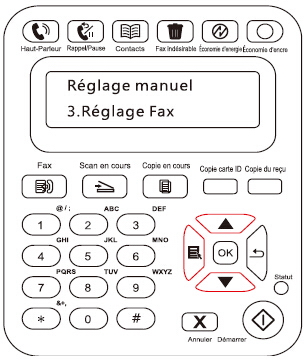 Haut-Parleur Rappel/Pause Contacts Fax Indésirable Économie d'energie Économie d'encre
Réglage manuel
3.Réglage Fax
Fax Scan en cours Copie en cours Copie carte ID Copie du reçu
@/: ABC DEF
1 2 3
GHI JKL MNO
4 5 6 OK
PQRS TUV WXYZ
7 8 9 Statut
&+,
* 0 # X
Annuler Démarrer